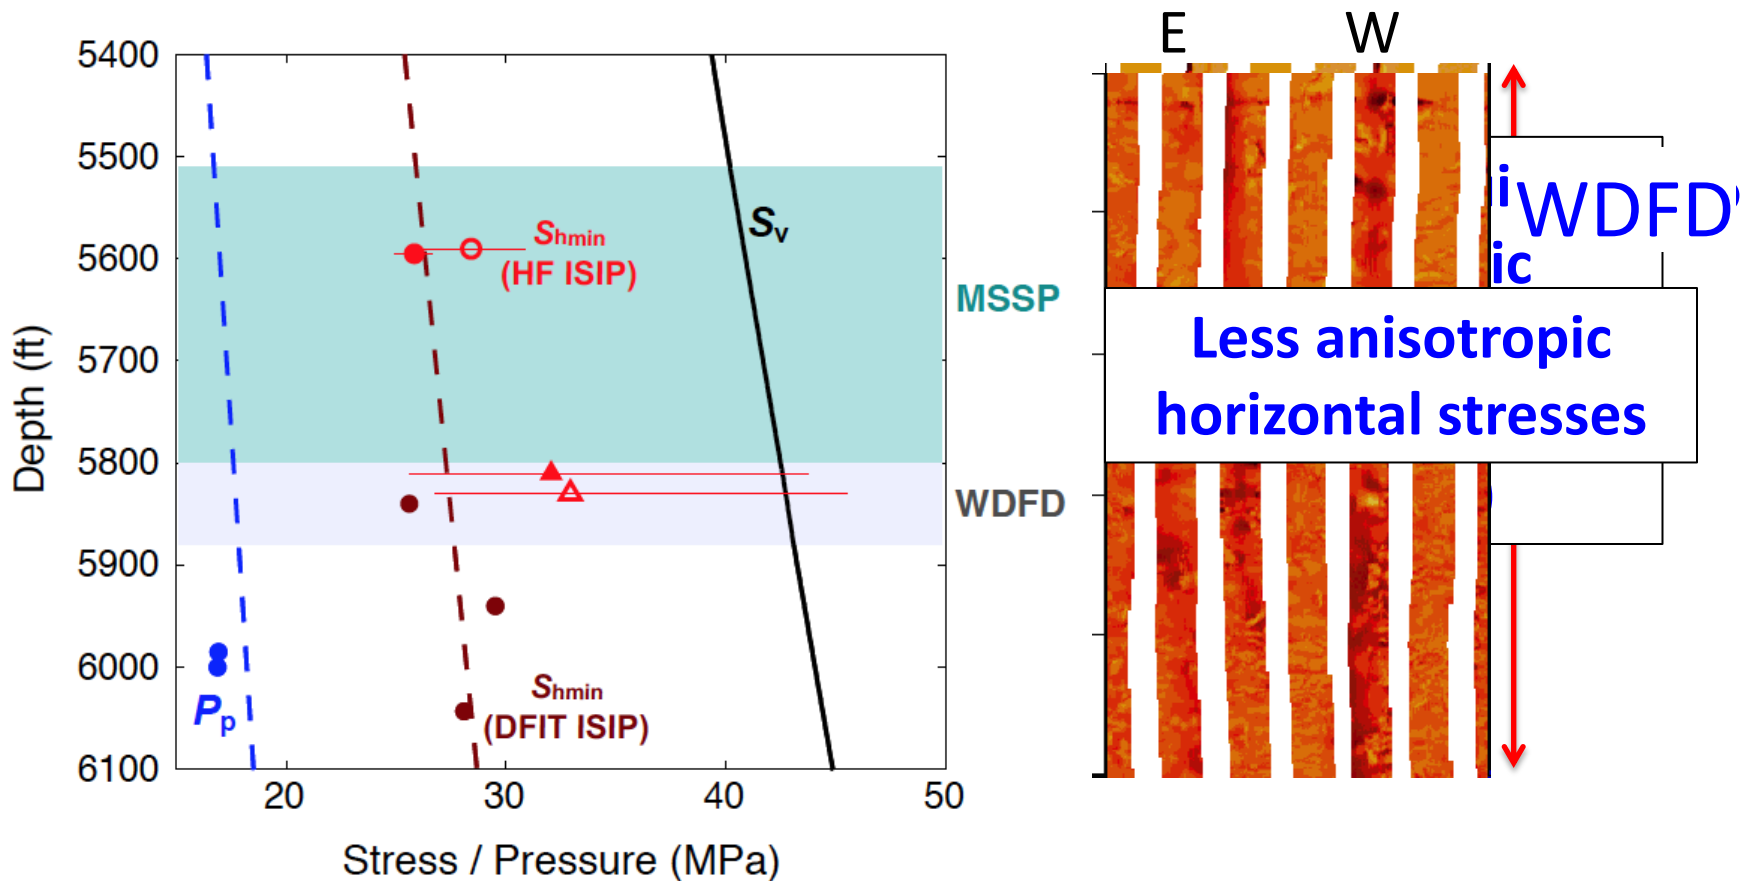 5400
5500
5600
5700
5800
5900
6000
6100
Depth (ft)
20
30
40
50
Stress / Pressure (MPa)
Shmin
(HF ISIP)
Sv
MSSP
WDFD
Shmin
(DFIT ISIP)
Pp
E
W
WDFD
ic
Less anisotropic
horizontal stresses